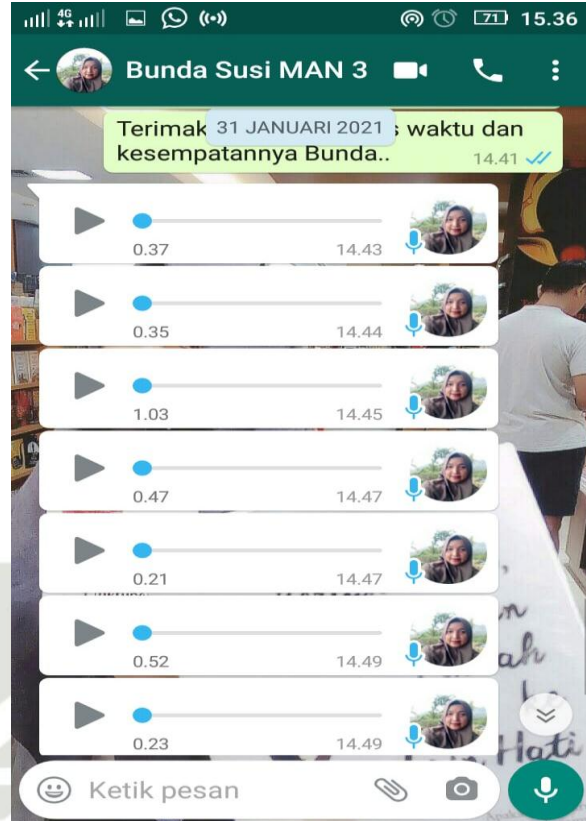 4G 71 15.36
Bunda Susi MAN 3
31 JANUARI 2021
Terimak s waktu dan
kesempatannya Bunda..
14.41
0.37 14.43
0.35 14.44
1.03 14.45
0.47 14.47
0.21 14.47
0.52 14.49
0.23 14.49
Hati
Ketik pesan